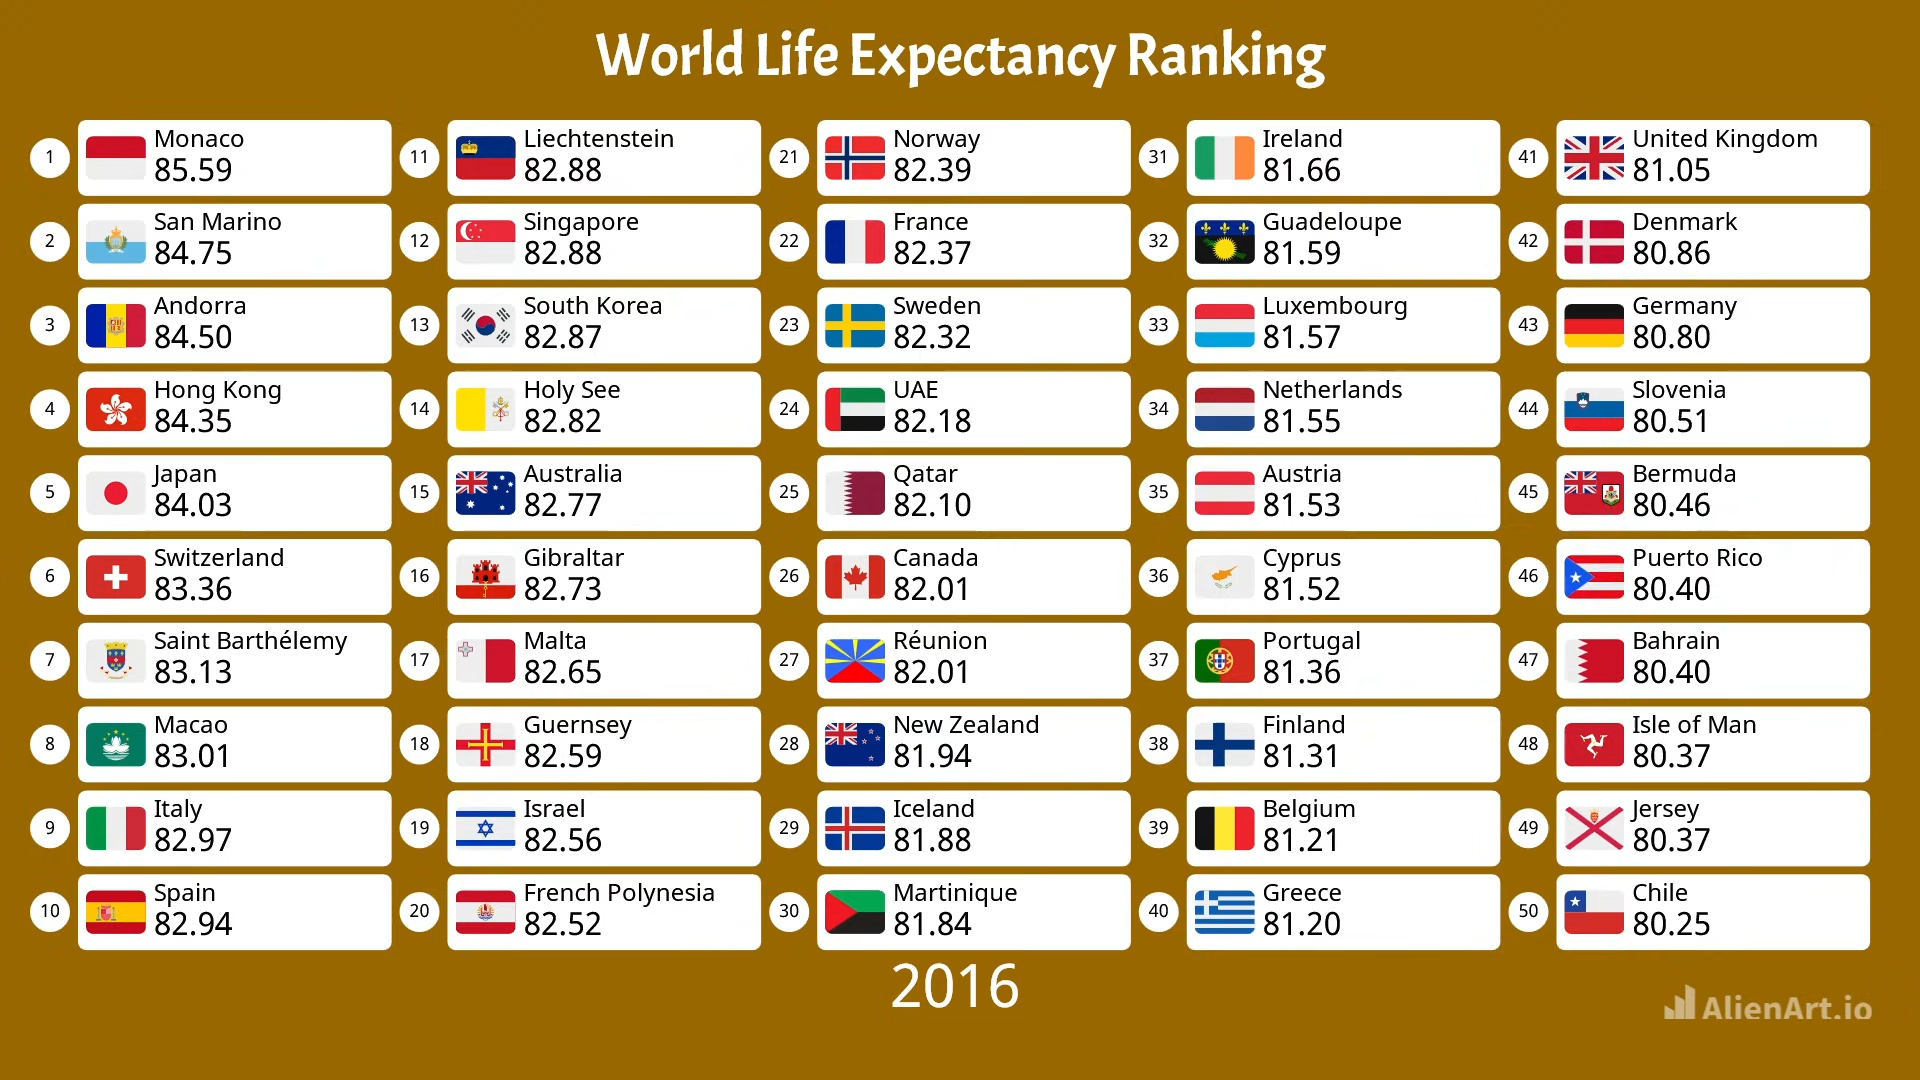 World Life Expectancy Ranking
1
Monaco
85.59
2
San Marino
84.75
3
Andorra
84.50
4
Hong Kong
84.35
5
Japan
84.03
6
Switzerland
83.36
7
Saint Barthélemy
83.13
8
Macao
83.01
9
Italy
82.97
10
Spain
82.94
11
Liechtenstein
82.88
12
Singapore
82.88
13
South Korea
82.87
14
Holy See
82.82
15
Australia
82.77
16
Gibraltar
82.73
17
Malta
82.65
18
Guernsey
82.59
19
Israel
82.56
20
French Polynesia
82.52
21
Norway
82.39
22
France
82.37
23
Sweden
82.32
24
UAE
82.18
25
Qatar
82.10
26
Canada
82.01
27
Réunion
82.01
28
New Zealand
81.94
29
Iceland
81.88
30
Martinique
81.84
31
Ireland
81.66
32
Guadeloupe
81.59
33
Luxembourg
81.57
34
Netherlands
81.55
35
Austria
81.53
36
Cyprus
81.52
37
Portugal
81.36
38
Finland
81.31
39
Belgium
81.21
40
Greece
81.20
41
United Kingdom
81.05
42
Denmark
80.86
43
Germany
80.80
44
Slovenia
80.51
45
Bermuda
80.46
46
Puerto Rico
80.40
47
Bahrain
80.40
48
Isle of Man
80.37
49
Jersey
80.37
50
Chile
80.25
2016
AlienArt.io